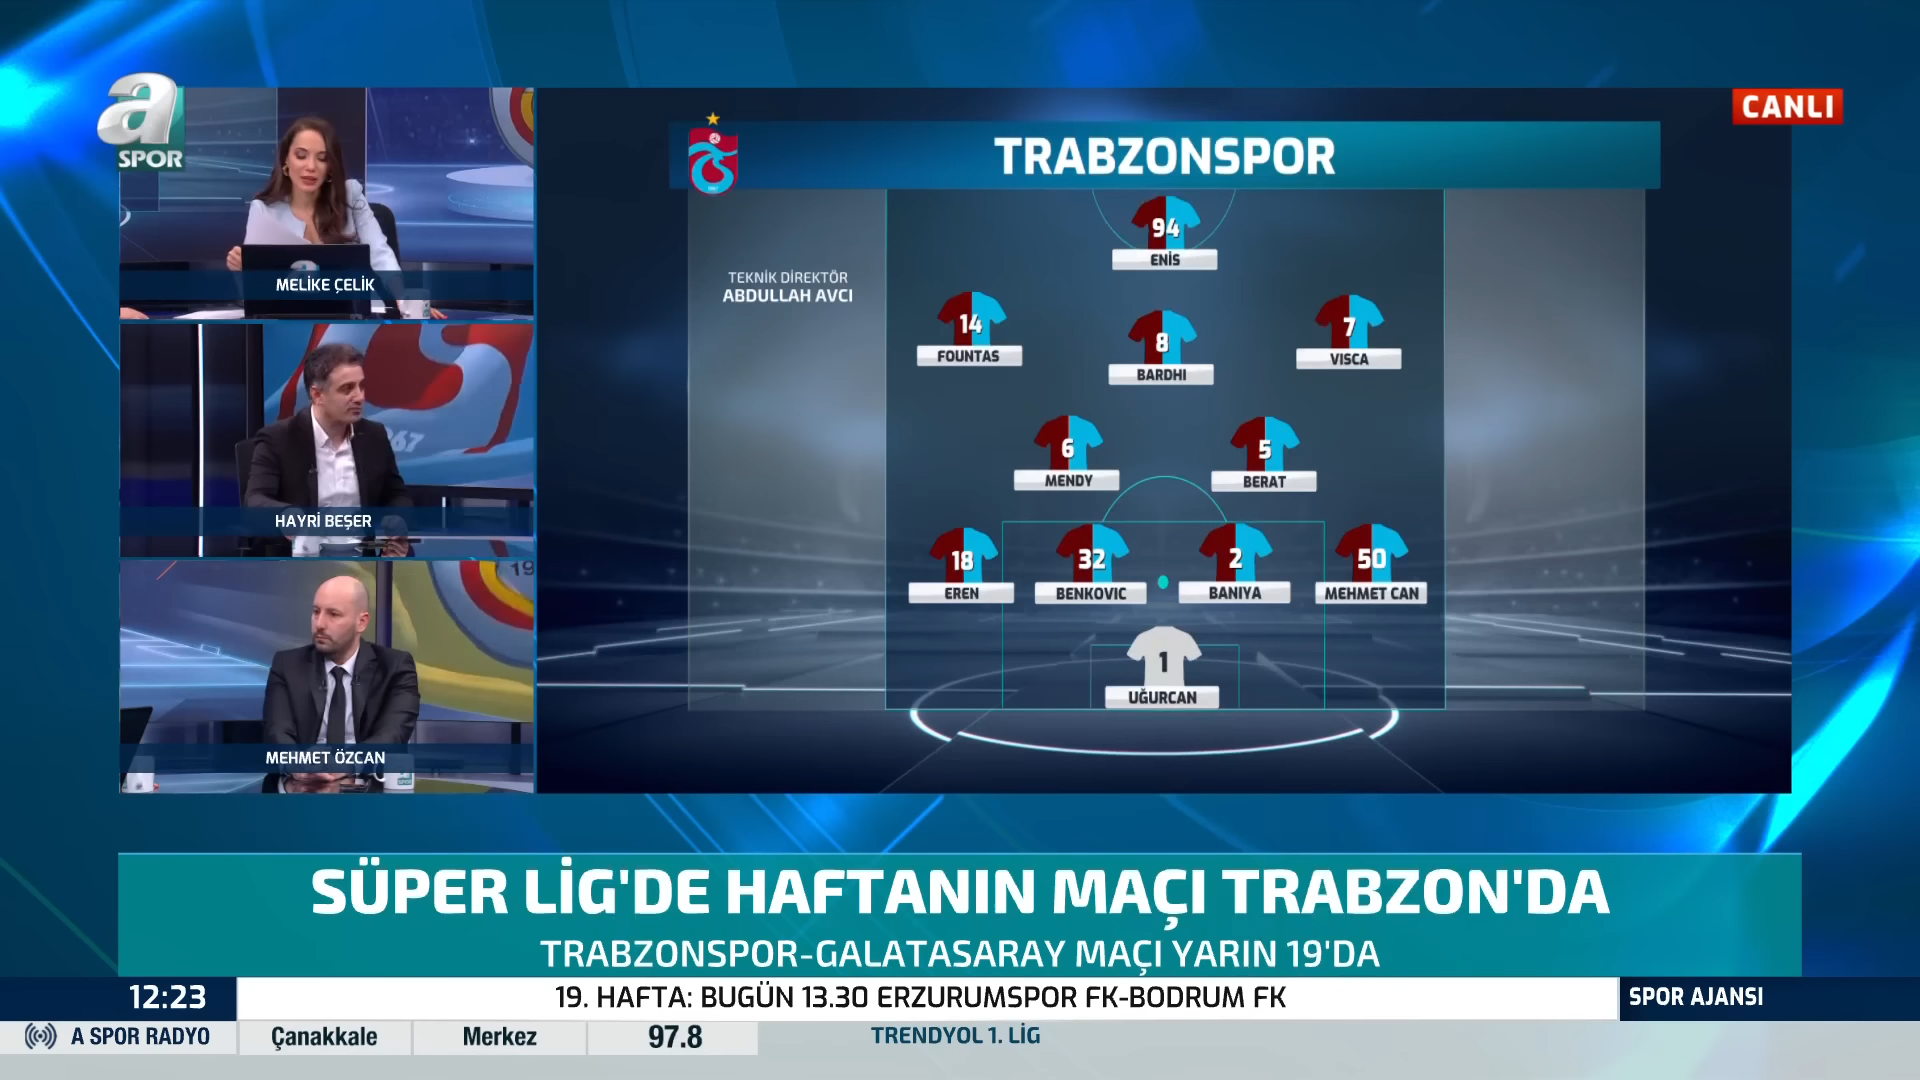 a
SPOR
CANLI
TRABZONSPOR
TEKNİK DİREKTÖR
ABDULLAH AVCI
94
ENİS
14
FOUNTAS
8
BARDHI
7
VISCA
6
MENDY
5
BERAT
18
EREN
32
BENKOVIC
2
BANIYA
50
MEHMET CAN
1
UĞURCAN
MELİKE ÇELİK
HAYRİ BEŞER
MEHMET ÖZCAN
SÜPER LİG'DE HAFTANIN MAÇI TRABZON'DA
TRABZONSPOR-GALATASARAY MAÇI YARIN 19'DA
12:23
19. HAFTA: BUGÜN 13.30 ERZURUMSPOR FK-BODRUM FK
SPOR AJANSI
A SPOR RADYO
Çanakkale
Merkez
97.8
TRENDYOL 1. LİG